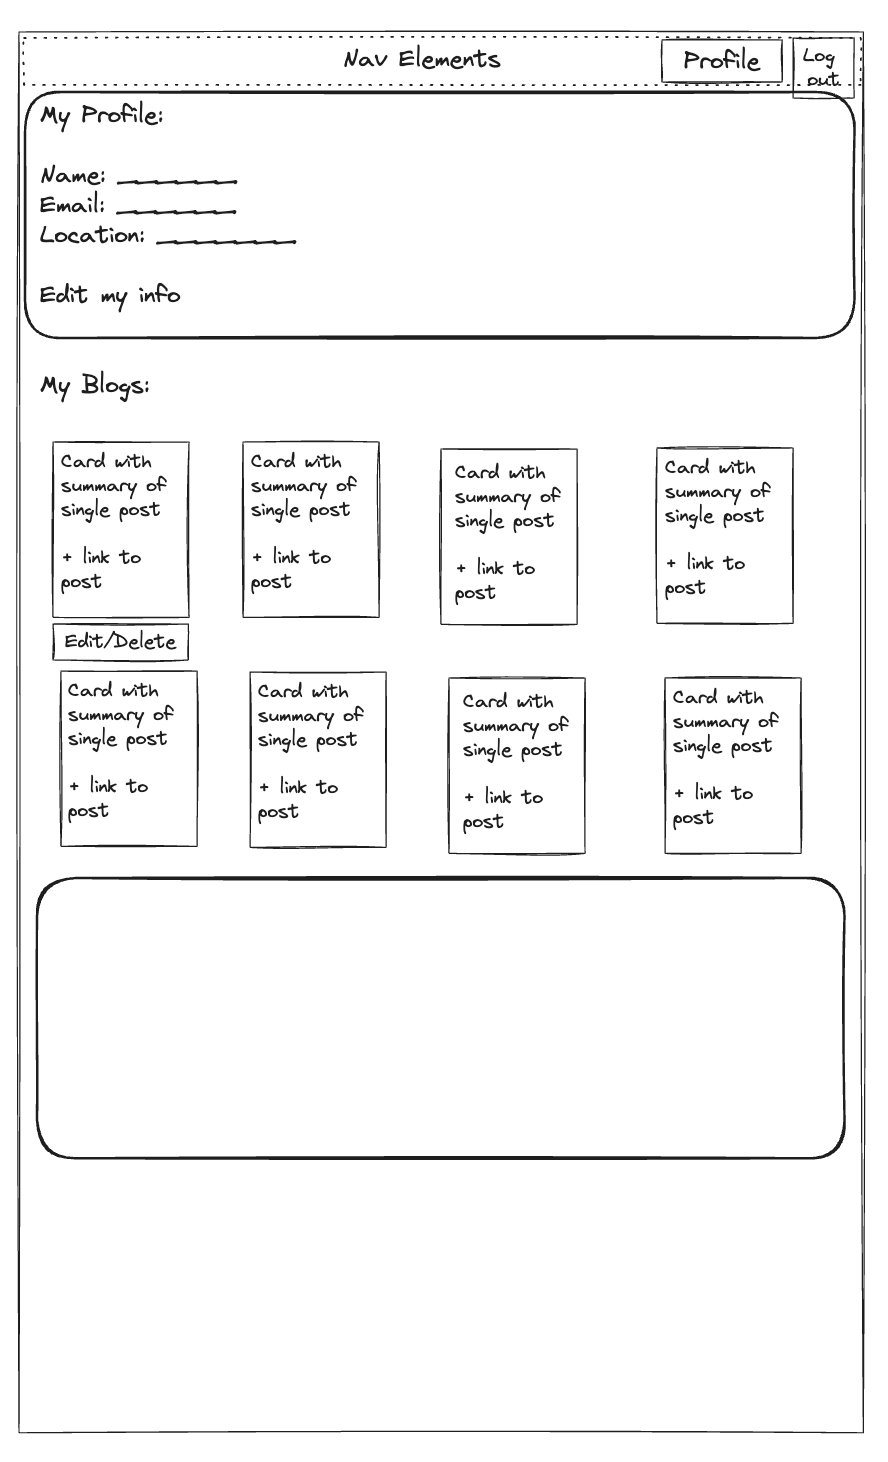 Nav Elements
Profile
Log
out
My Profile:
Name:
Email:
Location:
Edit my info
My Blogs:
Card with
summary of
single post
+ link to
post
Card with
summary of
single post
+ link to
post
Card with
summary of
single post
+ link to
post
Card with
summary of
single post
+ link to
post
Edit/Delete
Card with
summary of
single post
+ link to
post
Card with
summary of
single post
+ link to
post
Card with
summary of
single post
+ link to
post
Card with
summary of
single post
+ link to
post